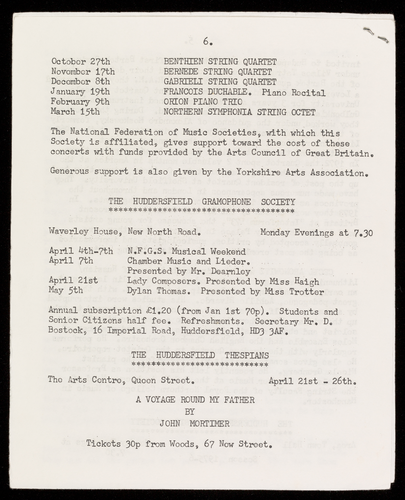 6.
October 27th BENTHIEN STRING QUARTET
November 17th BERNEDE STRING QUARTET
December 8th GABRIELI STRING QUARTET
January 19th FRANCOIS DUCHABLE. Piano Recital
February 9th ORION PIANO TRIO
March 15th NORTHERN SYMPHONIA STRING OCTET
The National Federation of Music Societies, with which this
Society is affiliated, gives support toward the cost of these
concerts with funds provided by the Arts Council of Great Britain.
Generous support is also given by the Yorkshire Arts Association.
THE HUDDERSFIELD GRAMOPHONE SOCIETY
****************************************
Waverley House, New North Road. Monday Evenings at 7.30
April 4th-7th N.F.G.S. Musical Weekend
April 7th Chamber Music and Lieder.
Presented by Mr. Dearnley
April 21st Lady Composers. Presented by Miss Haigh
May 5th Dylan Thomas. Presented by Miss Trotter
Annual subscription £1.20 (from Jan 1st 70p). Students and
Senior Citizens half fee. Refreshments. Secretary Mr. D.
Bostock, 16 Imperial Road, Huddersfield, HD3 3AF.
THE HUDDERSFIELD THESPIANS
*****************************
The Arts Centre, Queen Street. April 21st - 26th.
A VOYAGE ROUND MY FATHER
BY
JOHN MORTIMER
Tickets 30p from Woods, 67 New Street.